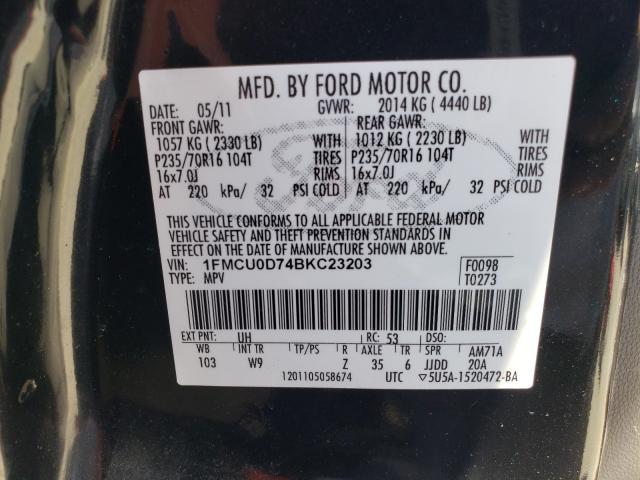 MFD. BY FORD MOTOR CO.
DATE: 05/11 GVWR: 2014 KG ( 4440 LB)
FRONT GAWR: REAR GAWR:
1057 KG ( 2330 LB) WITH 1012 KG ( 2230 LB) WITH
P235/70R16 104T TIRES P235/70R16 104T TIRES
16x7.0J RIMS 16x7.0J RIMS
AT 220 kPa/ 32 PSI COLD AT 220 kPa/ 32 PSI COLD
THIS VEHICLE CONFORMS TO ALL APPLICABLE FEDERAL MOTOR
VEHICLE SAFETY AND THEFT PREVENTION STANDARDS IN
EFFECT ON THE DATE OF MANUFACTURE SHOWN ABOVE.
VIN: 1FMCU0D74BKC23203 F0098
TYPE: MPV T0273
EXT PNT: UH RC: 53 DSO:
WB INT TR TP/PS R AXLE TR SPR AM71A
103 W9 Z 35 6 JJDD 20A
1201105058674 UTC ▽5U5A-1520472-BA